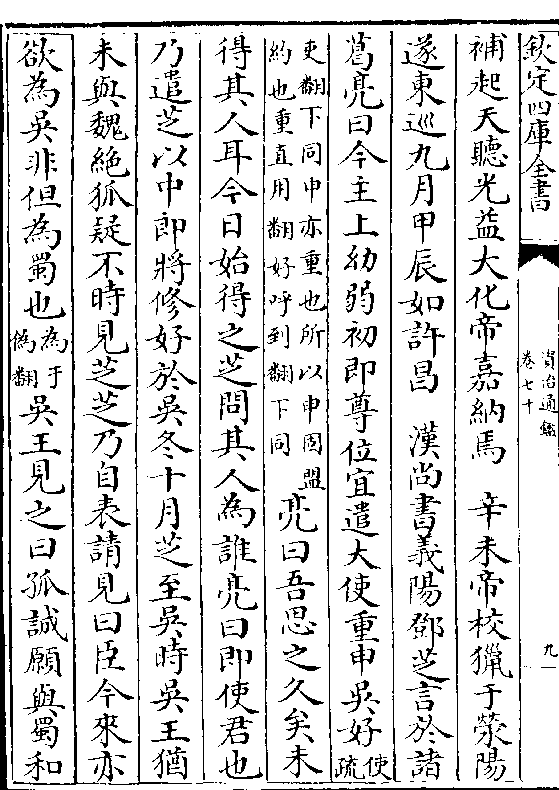 欽定四庫全書
資治通鑑
卷七十
九
補起天聽光益大化帝嘉納焉　辛未帝校獵于滎陽
遂東巡九月甲辰如許昌　漢尚書義陽鄧芝言於諸
葛亮曰今主上幼弱初即尊位宜遣大使重申吳好使
疏
吏翻下同申亦重也所以申固盟
約也重直用翻好呼到翻下同
亮曰吾思之久矣未
得其人耳今日始得之芝問其人為誰亮曰即使君也
乃遣芝以中郎將修好於吳冬十月芝至吳時吳王猶
未與魏絶狐疑不時見芝芝乃自表請見曰臣今來亦
欲為吳非但為蜀也為于
偽翻
吳王見之曰孤誠願與蜀和